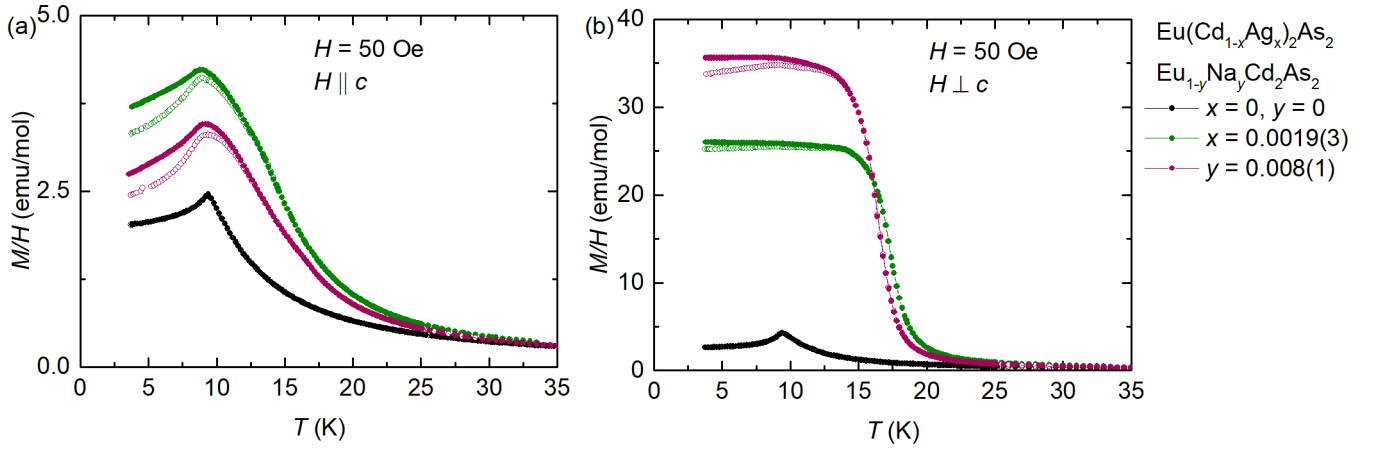 (a)
H = 50 Oe
H || c
5.0
2.5
0.0
M/H (emu/mol)
0 5 10 15 20 25 30 35
T (K)
(b)
H = 50 Oe
H ⊥ c
40
30
20
10
0
M/H (emu/mol)
0 5 10 15 20 25 30 35
T (K)
Eu(Cd₁₋ₓAgₓ)₂As₂
Eu₁₋yNayCd₂As₂
x = 0, y = 0
x = 0.0019(3)
y = 0.008(1)